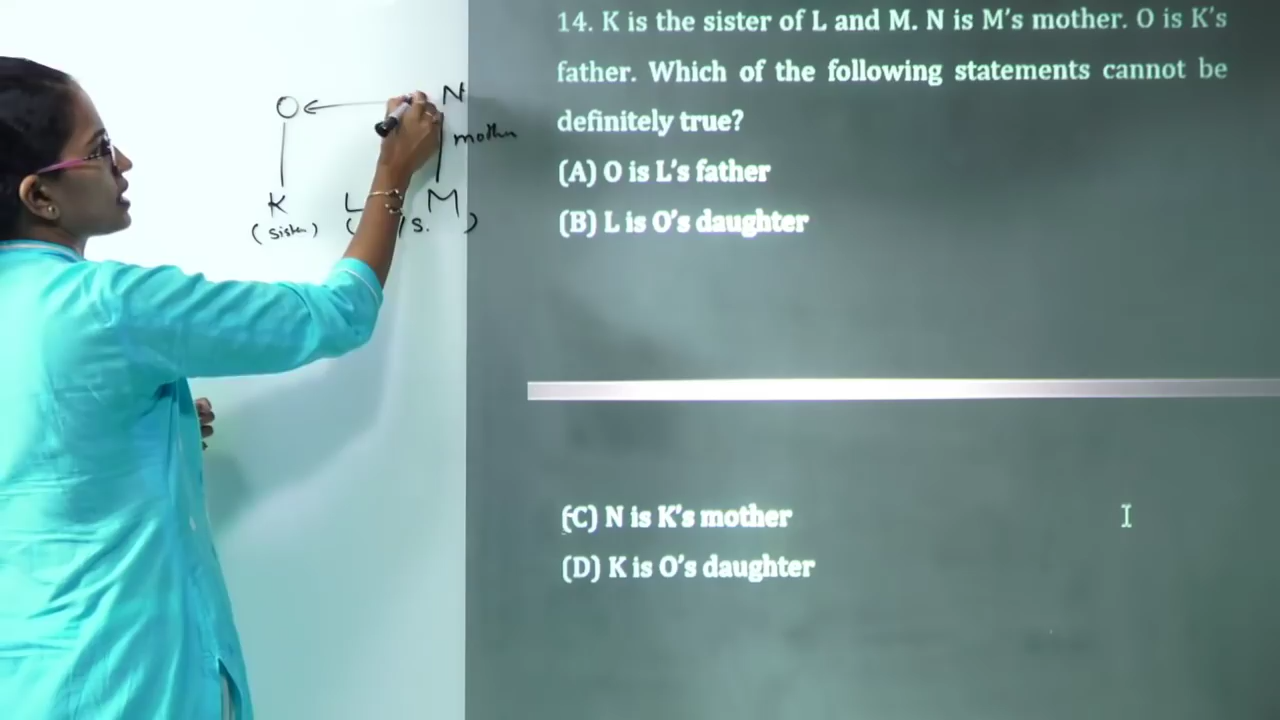 14. K is the sister of L and M. N is M's mother. O is K's
father. Which of the following statements cannot be
definitely true?
(A) O is L's father
(B) L is O's daughter
(C) N is K's mother
(D) K is O's daughter
O N
mother
K L M
(sister) ( /s. )